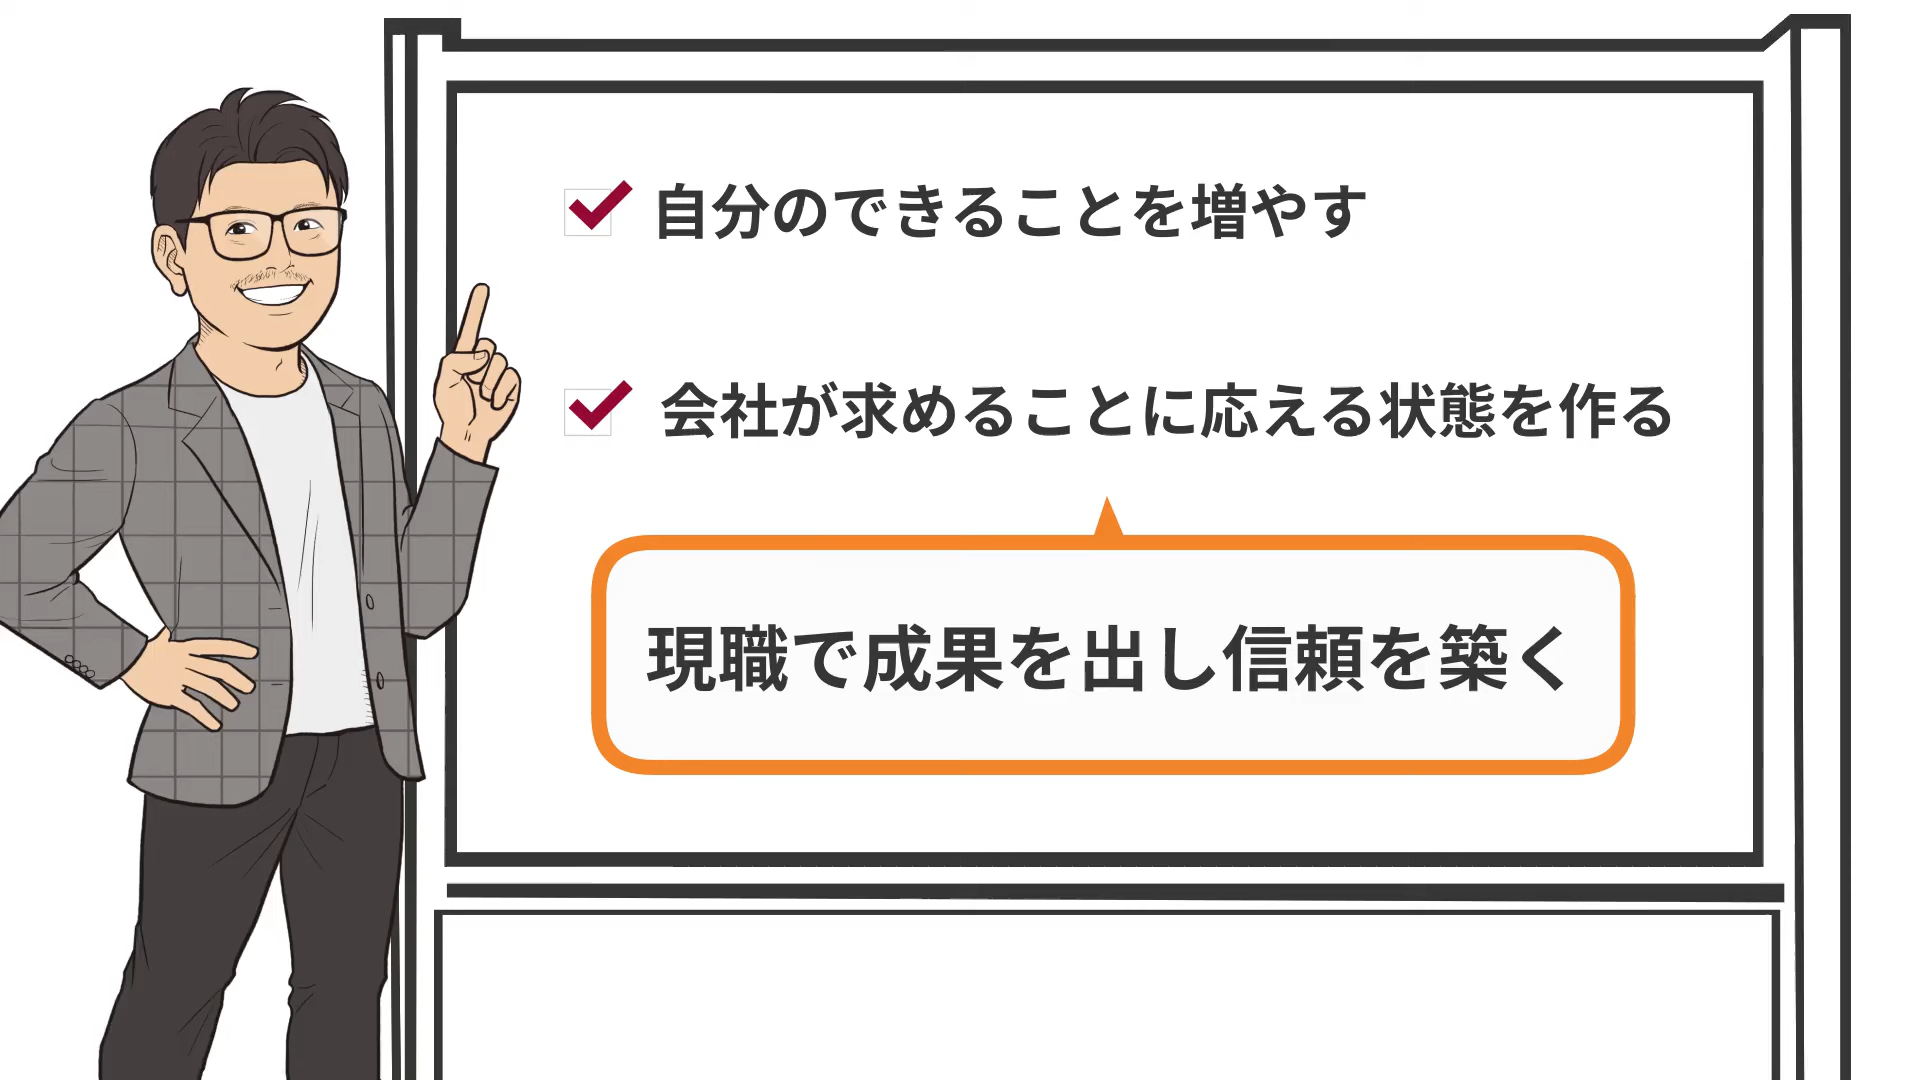 自分のできることを増やす
会社が求めることに応える状態を作る
現職で成果を出し信頼を築く